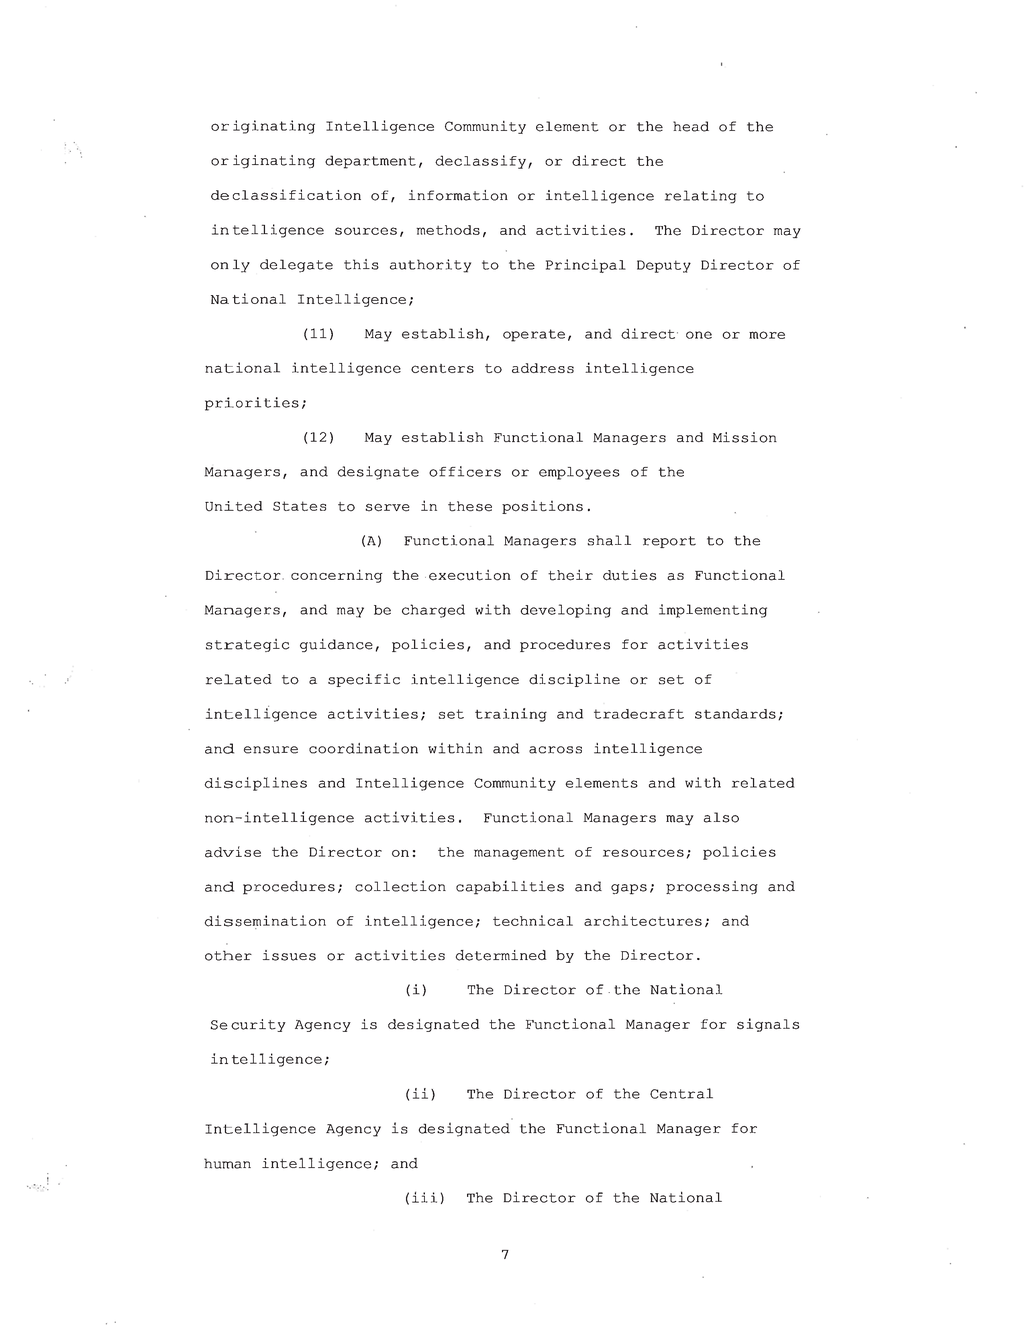 originating Intelligence Community element or the head of the
originating department, declassify, or direct the
declassification of, information or intelligence relating to
intelligence sources, methods, and activities. The Director may
only delegate this authority to the Principal Deputy Director of
National Intelligence;
(11) May establish, operate, and direct one or more
national intelligence centers to address intelligence
priorities;
(12) May establish Functional Managers and Mission
Managers, and designate officers or employees of the
United States to serve in these positions.
(A) Functional Managers shall report to the
Director concerning the execution of their duties as Functional
Managers, and may be charged with developing and implementing
strategic guidance, policies, and procedures for activities
related to a specific intelligence discipline or set of
intelligence activities; set training and tradecraft standards;
and ensure coordination within and across intelligence
disciplines and Intelligence Community elements and with related
non-intelligence activities. Functional Managers may also
advise the Director on: the management of resources; policies
and procedures; collection capabilities and gaps; processing and
dissemination of intelligence; technical architectures; and
other issues or activities determined by the Director.
(i) The Director of the National
Security Agency is designated the Functional Manager for signals
intelligence;
(ii) The Director of the Central
Intelligence Agency is designated the Functional Manager for
human intelligence; and
(iii) The Director of the National
7